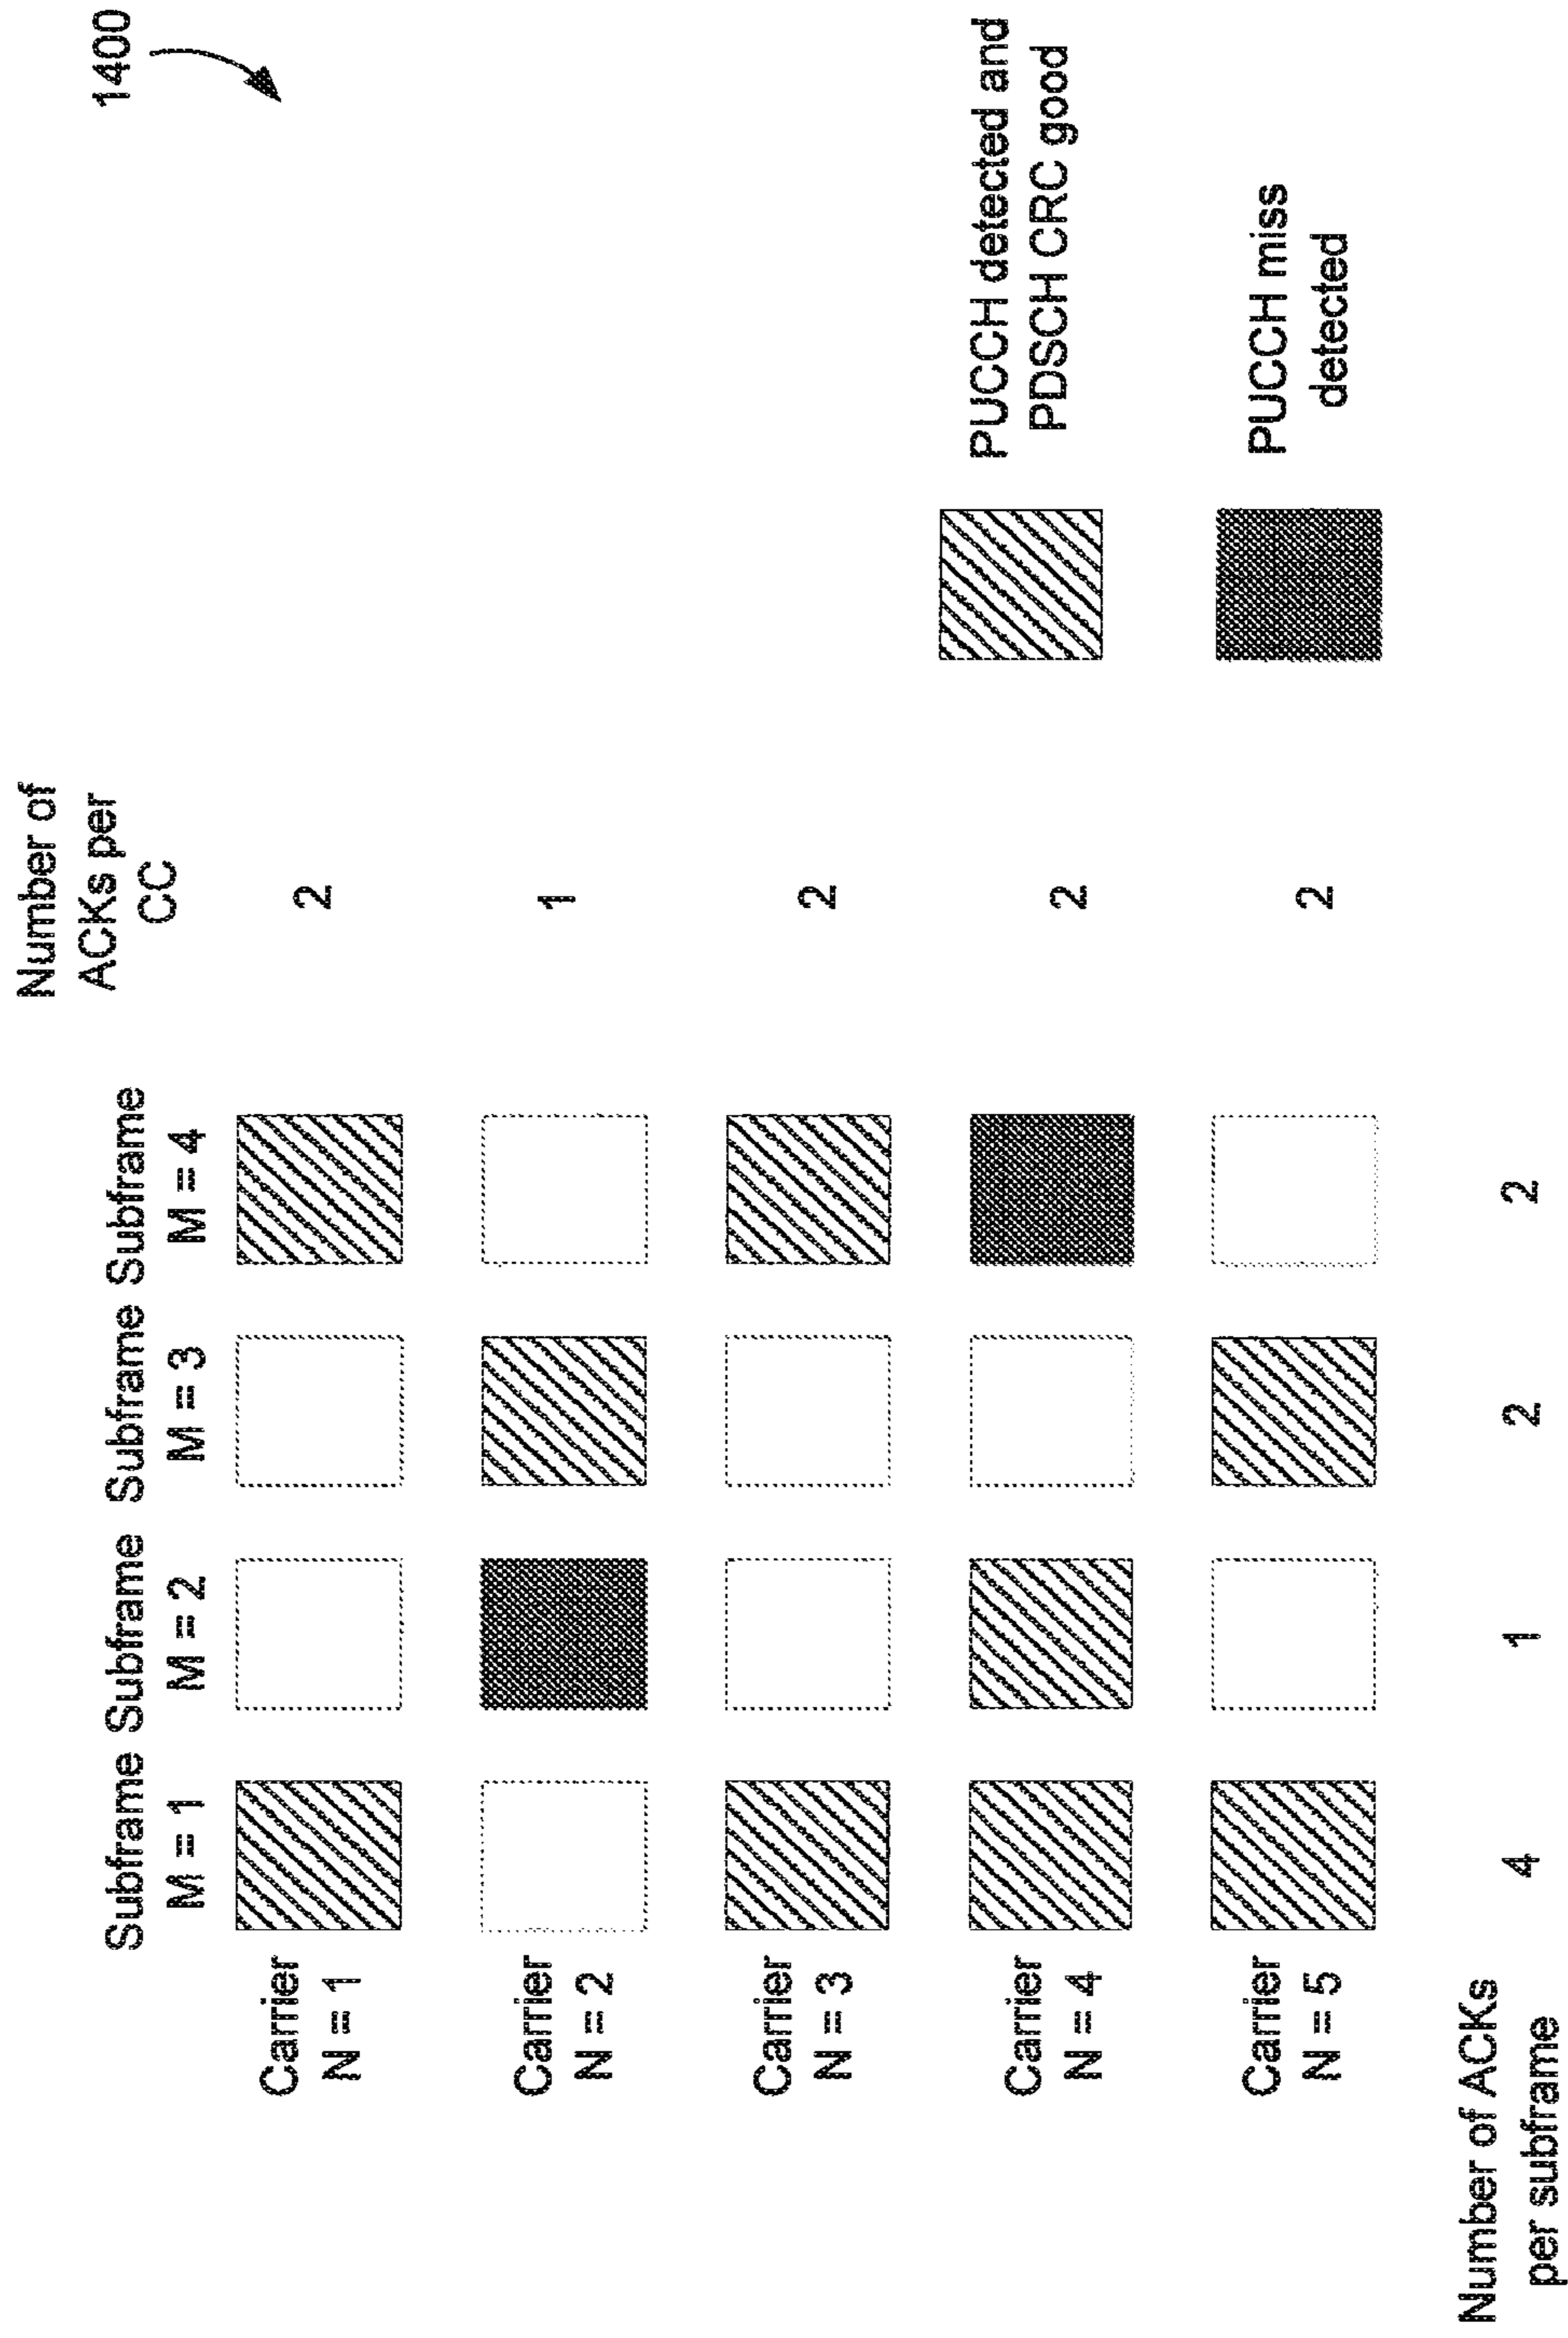 1400
Number of
ACKs per
CC
Subframe Subframe Subframe Subframe
M = 1 M = 2 M = 3 M = 4
Carrier
N = 1
2
Carrier
N = 2
1
Carrier
N = 3
2
Carrier
N = 4
2
Carrier
N = 5
2
Number of ACKs
per subframe
4 1 2 2
PUCCH detected and
PDSCH CRC good
PUCCH miss
detected